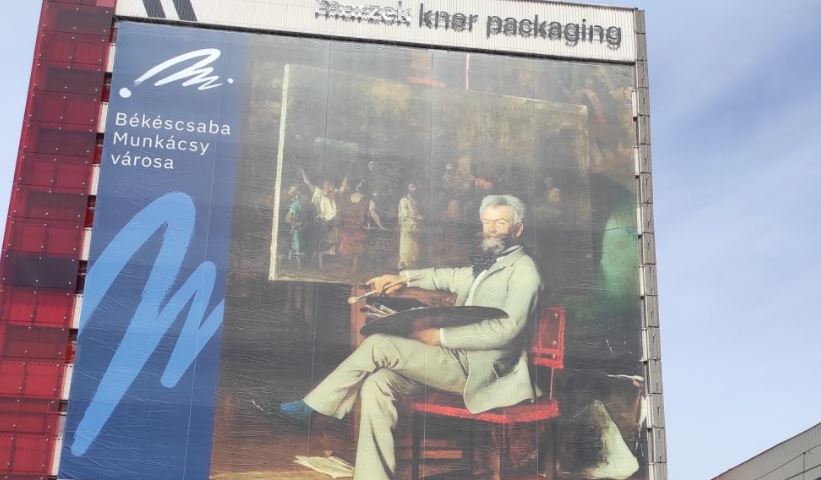 kner packaging
Békéscsaba
Munkácsy
városa